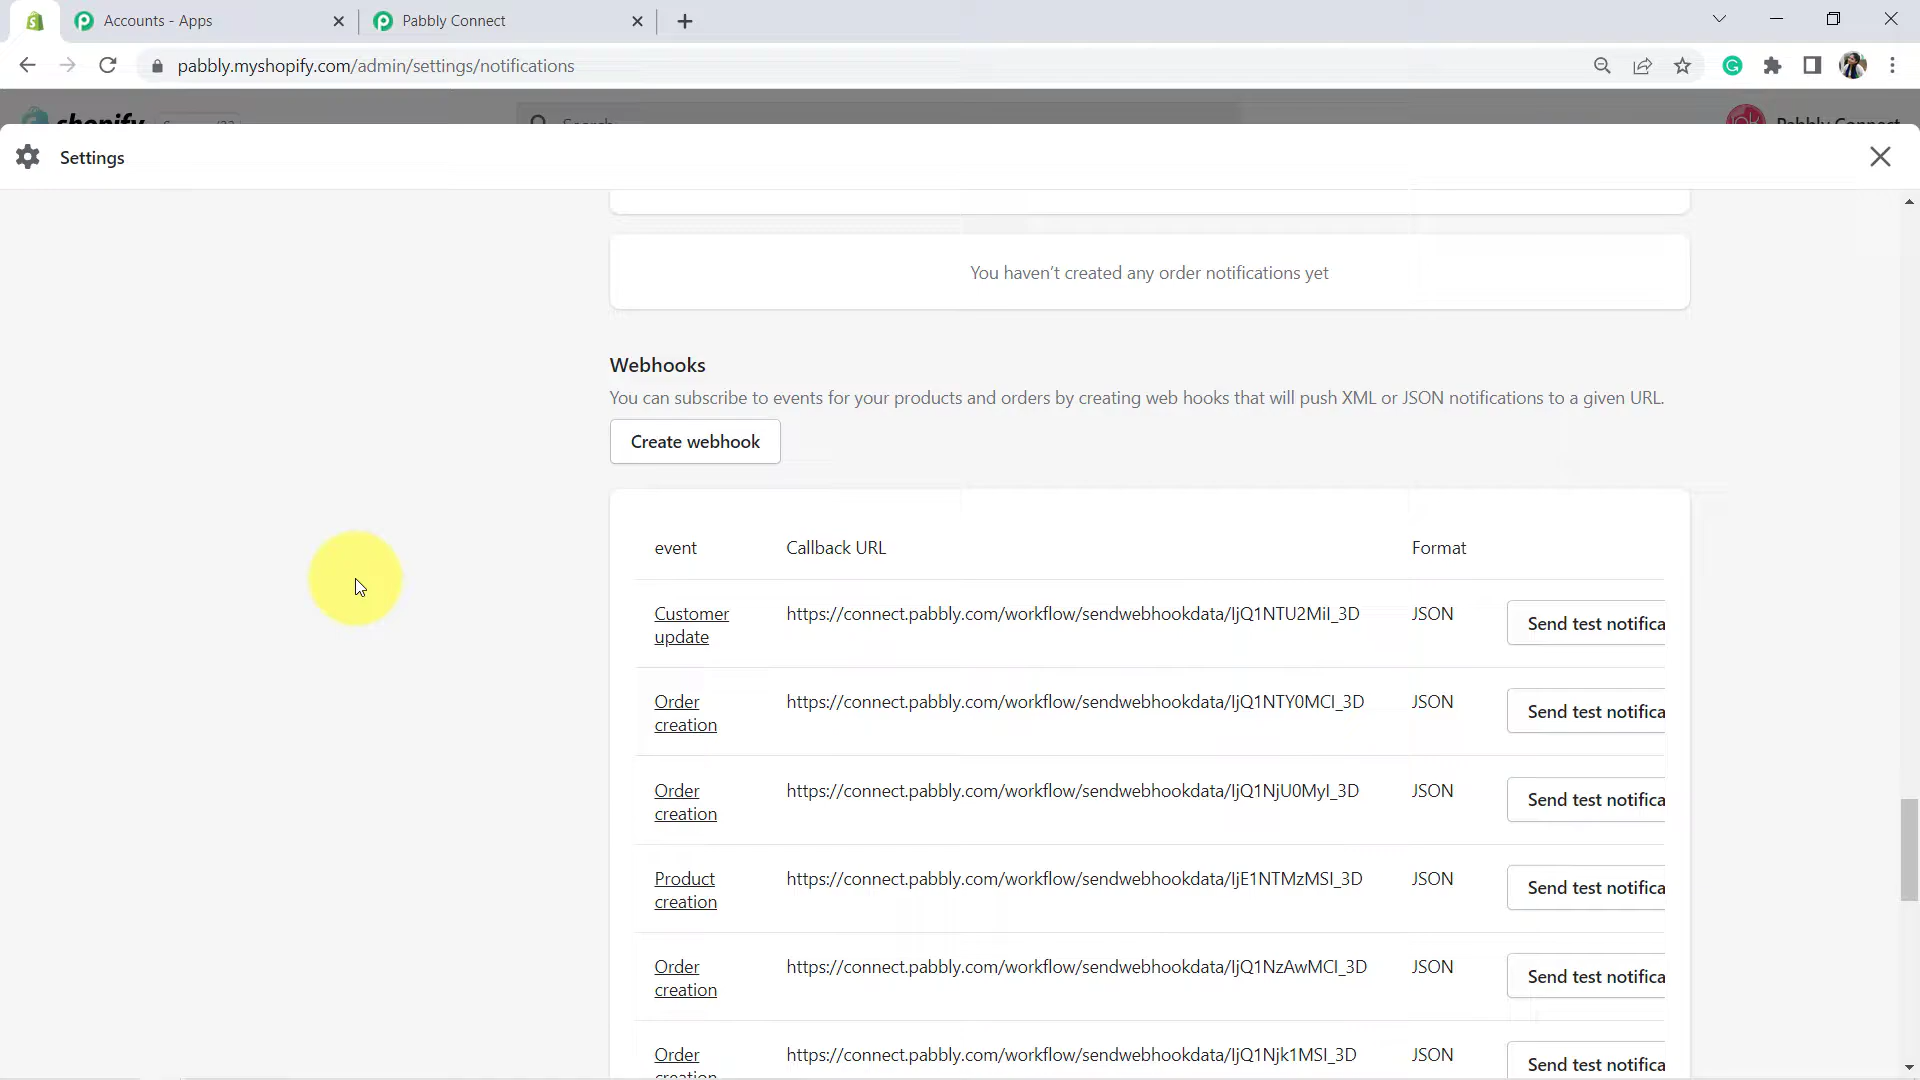 Accounts - Apps
Pabbly Connect
pabbly.myshopify.com/admin/settings/notifications
shopify
Search
Pabbly Connect
Settings
You haven't created any order notifications yet
Webhooks
You can subscribe to events for your products and orders by creating web hooks that will push XML or JSON notifications to a given URL.
Create webhook
event Callback URL Format
Customer update https://connect.pabbly.com/workflow/sendwebhookdata/IjQ1NTU2MiI_3D JSON Send test notifica
Order creation https://connect.pabbly.com/workflow/sendwebhookdata/IjQ1NTY0MCI_3D JSON Send test notifica
Order creation https://connect.pabbly.com/workflow/sendwebhookdata/IjQ1NjU0MyI_3D JSON Send test notifica
Product creation https://connect.pabbly.com/workflow/sendwebhookdata/IjE1NTMzMSI_3D JSON Send test notifica
Order creation https://connect.pabbly.com/workflow/sendwebhookdata/IjQ1NzAwMCI_3D JSON Send test notifica
Order creation https://connect.pabbly.com/workflow/sendwebhookdata/IjQ1Njk1MSI_3D JSON Send test notifica